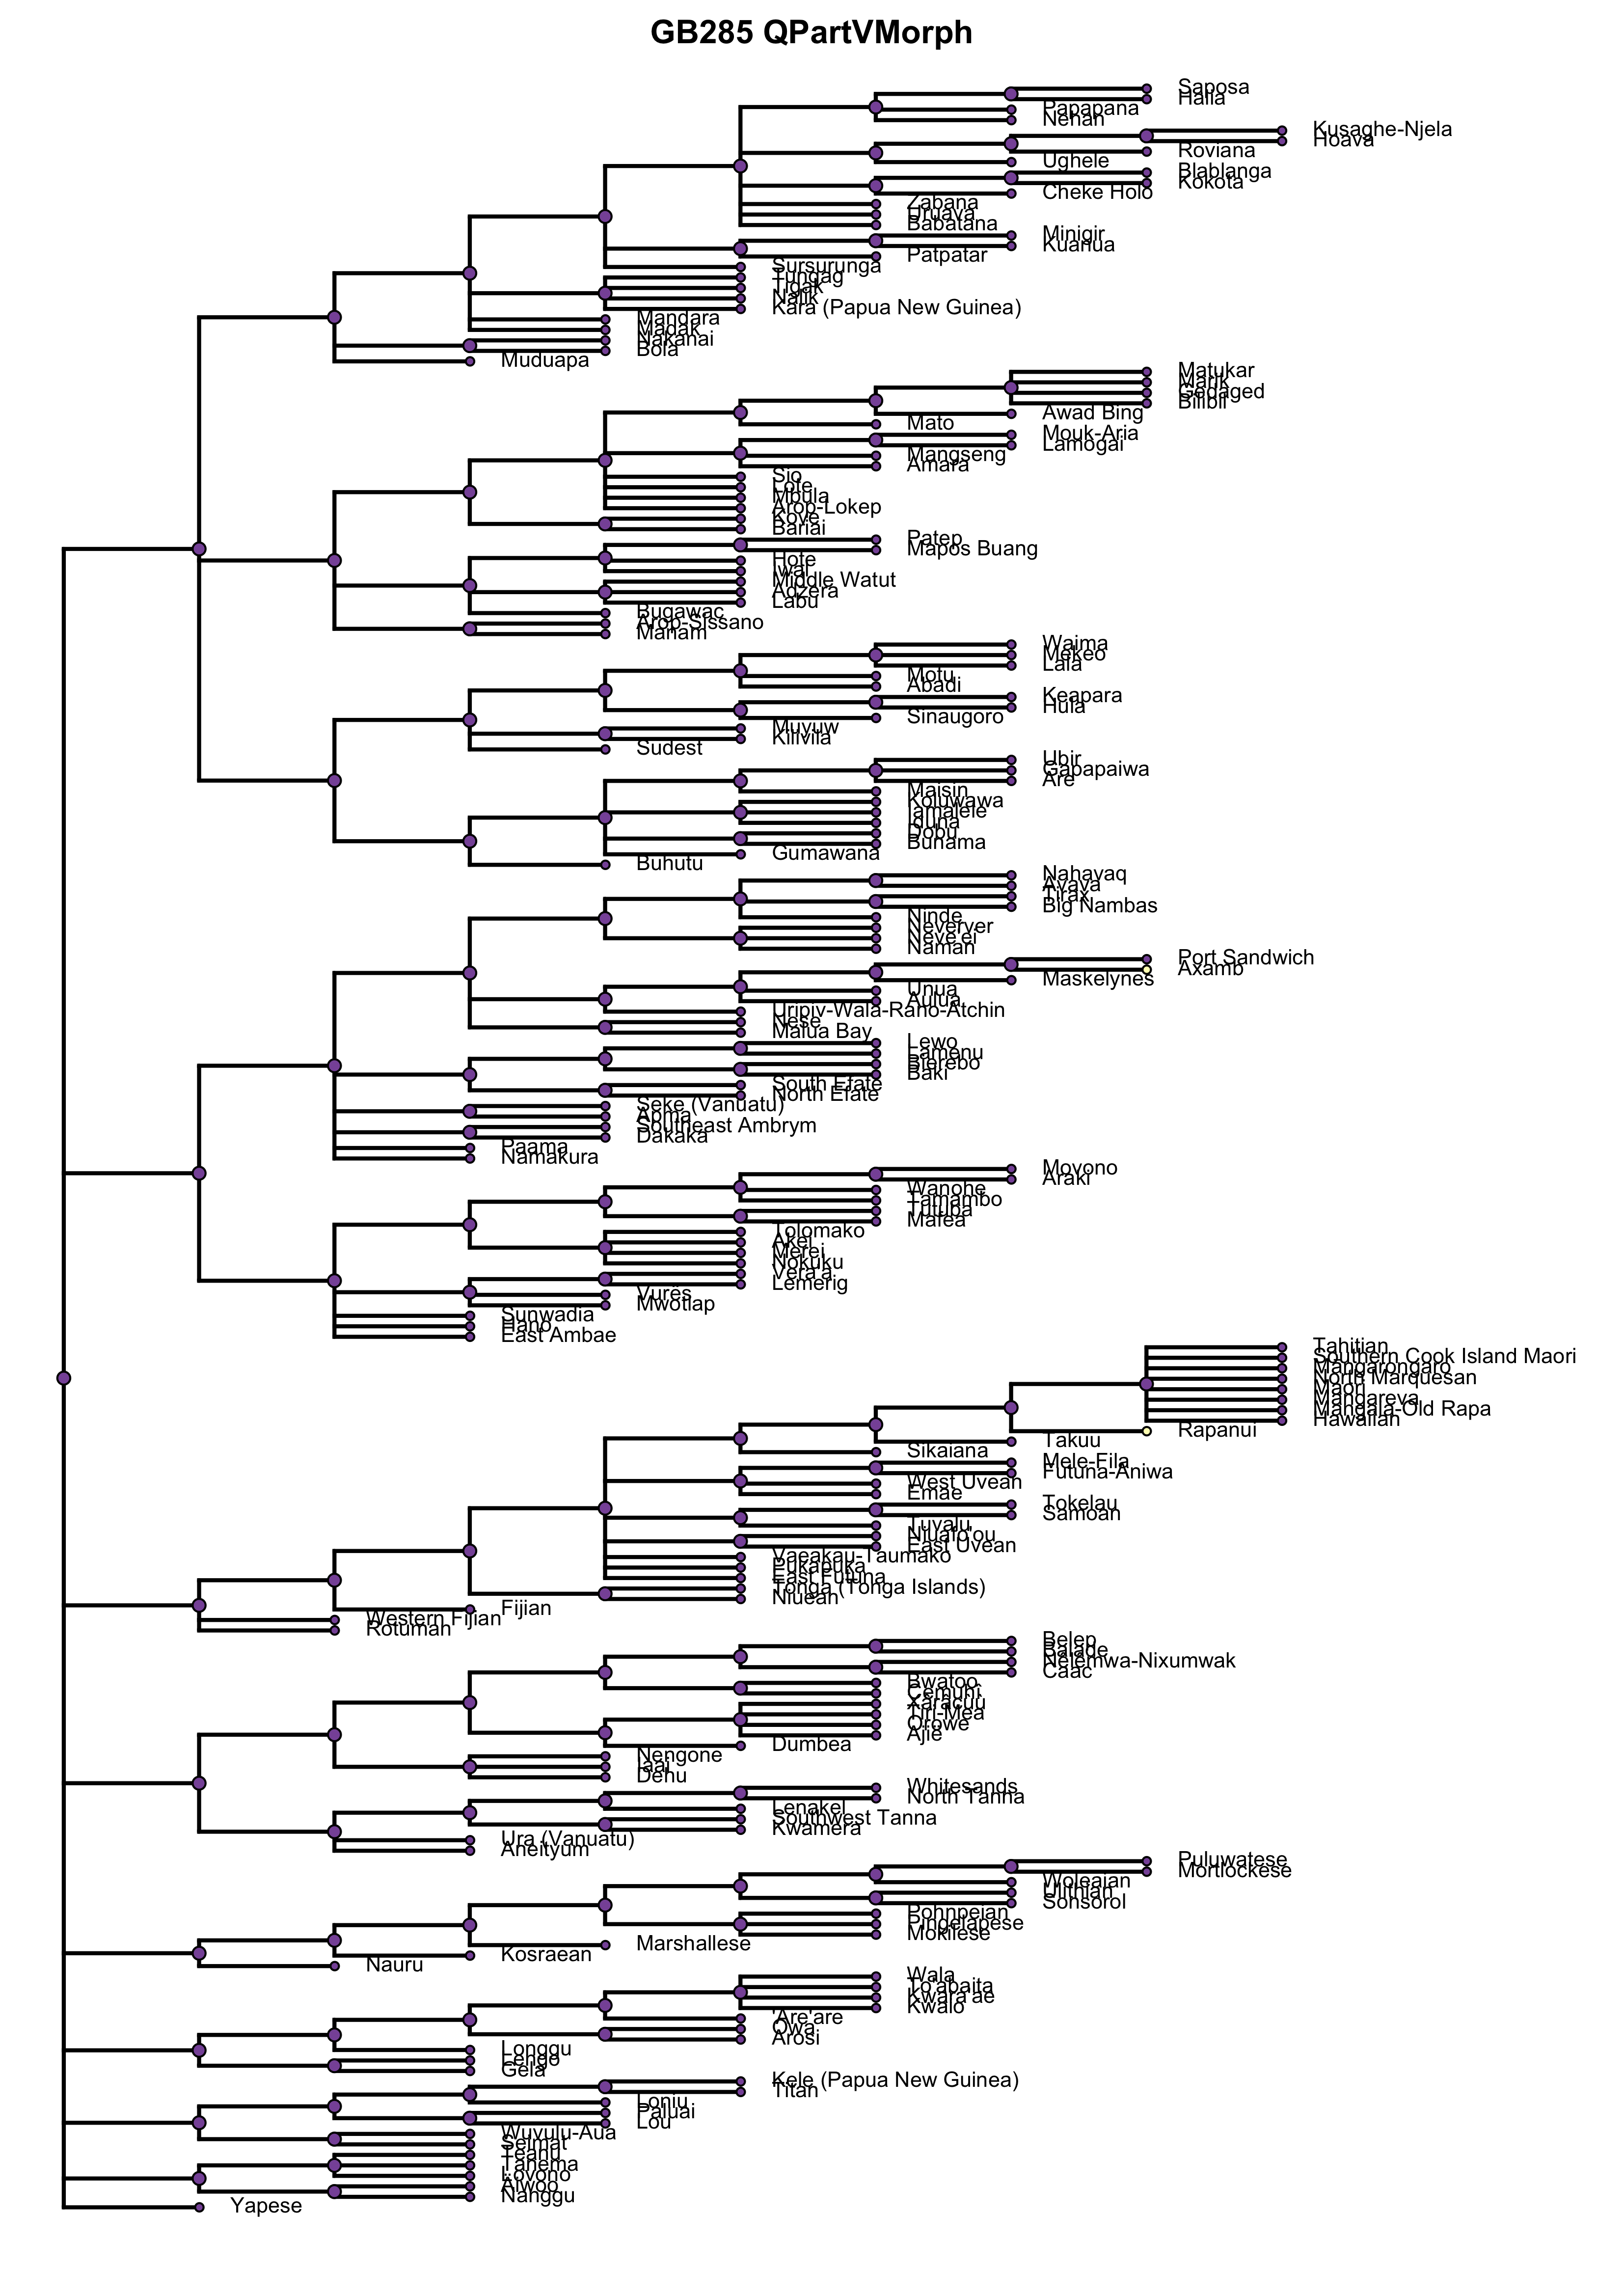 GB285 QPartVMorph
Saposa
Halia
Papapana
Nehan
Kusaghe-Njela
Hoava
Roviana
Ughele
Blablanga
Kokota
Cheke Holo
Zabana
Uruava
Babatana
Minigir
Kuanua
Patpatar
Sursurunga
Tungag
Tigak
Nalik
Kara (Papua New Guinea)
Mandara
Madak
Nakanai
Bola
Muduapa
Matukar
Marik
Gedaged
Bilibil
Awad Bing
Mato
Mouk-Aria
Lamogai
Mangseng
Amara
Sio
Lote
Mbula
Arop-Lokep
Kove
Bariai
Patep
Mapos Buang
Hote
Iwal
Middle Watut
Adzera
Labu
Bugawac
Arop-Sissano
Manam
Waima
Mekeo
Lala
Motu
Abadi
Keapara
Hula
Sinaugoro
Muyuw
Kilivila
Sudest
Ubir
Gapapaiwa
Are
Maisin
Koluwawa
Iamalele
Iduna
Dobu
Bunama
Gumawana
Buhutu
Nahavaq
Avava
Tirax
Big Nambas
Ninde
Neverver
Neve'ei
Naman
Port Sandwich
Axamb
Maskelynes
Unua
Aulua
Uripiv-Wala-Rano-Atchin
Nese
Malua Bay
Lewo
Lamenu
Bierebo
Baki
South Efate
North Efate
Seke (Vanuatu)
Apma
Southeast Ambrym
Dakaka
Paama
Namakura
Movono
Araki
Wanohe
Tamambo
Tutuba
Mafea
Tolomako
Akei
Merei
Nokuku
Vera'a
Lemerig
Vurës
Mwotlap
Sunwadia
Hano
East Ambae
Tahitian
Southern Cook Island Maori
Mangarongaro
North Marquesan
Maori
Mangareva
Mangaia-Old Rapa
Hawaiian
Rapanui
Takuu
Sikaiana
Mele-Fila
Futuna-Aniwa
West Uvean
Emae
Tokelau
Samoan
Tuvalu
Niuafo'ou
East Uvean
Vaeakau-Taumako
Pukapuka
East Futuna
Tonga (Tonga Islands)
Niuean
Fijian
Western Fijian
Rotuman
Belep
Balade
Nelemwa-Nixumwak
Caac
Bwatoo
Cemuhî
Xârâcùù
Tiri-Mea
Orowe
Ajië
Dumbea
Nengone
Iaai
Dehu
Whitesands
North Tanna
Lenakel
Southwest Tanna
Kwamera
Ura (Vanuatu)
Aneityum
Puluwatese
Mortlockese
Woleaian
Ulithian
Sonsorol
Pohnpeian
Pingelapese
Mokilese
Marshallese
Kosraean
Nauru
Wala
To'abaita
Kwara'ae
Kwaio
'Are'are
Owa
Arosi
Longgu
Lengo
Gela
Kele (Papua New Guinea)
Titan
Loniu
Paluai
Lou
Wuvulu-Aua
Seimat
Teanu
Tanema
Lovono
Äiwoo
Nanggu
Yapese